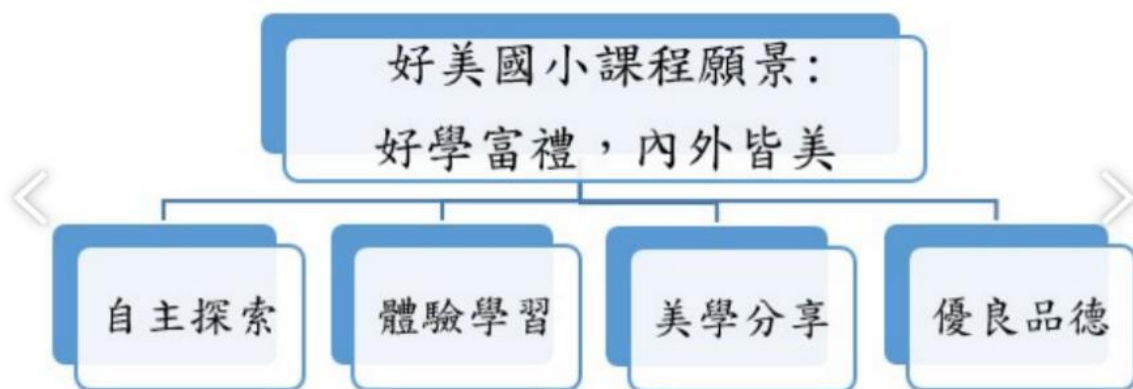 好美國小課程願景:
好學富禮，內外皆美
自主探索
體驗學習
美學分享
優良品德